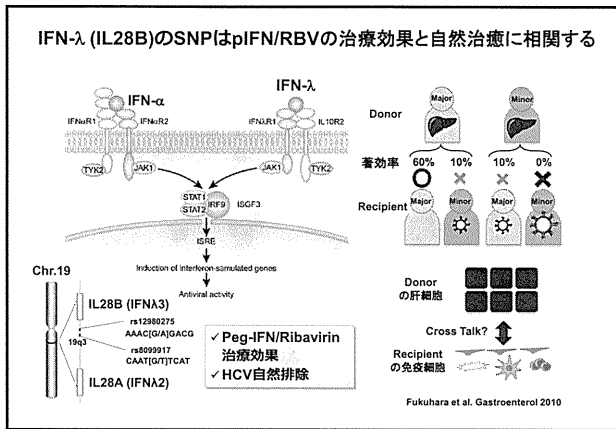 IFN-λ (IL28B)のSNPはpIFN/RBVの治療効果と自然治癒に相関する
IFN-α
IFN-λ
IFNαR1
IFNαR2
IFNλR1
IL10R2
TYK2
JAK1
JAK1
TYK2
STAT1
STAT2
IRF9
ISGF3
ISRE
Induction of interferon-stimulated genes
Antiviral activity
Chr.19
19q3
IL28B (IFNλ3)
rs12980275
AAAC[G/A]GACG
rs8099917
CAAT[G/T]TCAT
IL28A (IFNλ2)
✓ Peg-IFN/Ribavirin
治療効果
✓ HCV自然排除
Donor
Major
Minor
著効率
60%
10%
10%
0%
Recipient
Major
Minor
Major
Minor
Donor
の肝細胞
Cross Talk?
Recipient
の免疫細胞
Fukuhara et al. Gastroenterol 2010